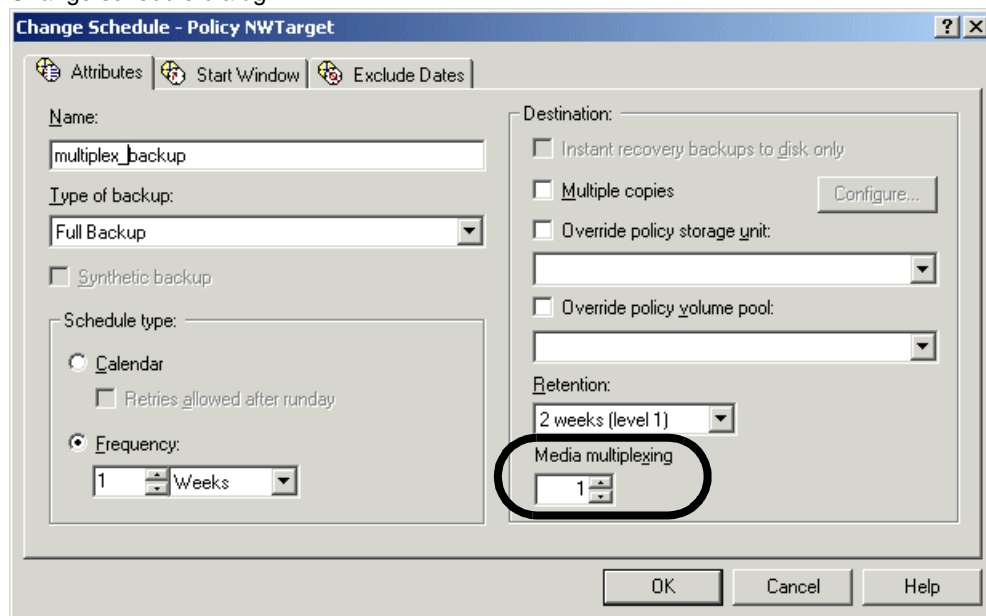 Change Schedule - Policy NWTarget
Attributes
Start Window
Exclude Dates
Name:
multiplex_backup
Type of backup:
Full Backup
Synthetic backup
Schedule type:
Calendar
Retries allowed after runday
Frequency:
1
Weeks
Destination:
Instant recovery backups to disk only
Multiple copies
Configure...
Override policy storage unit:
Override policy volume pool:
Retention:
2 weeks (level 1)
Media multiplexing
1
OK
Cancel
Help